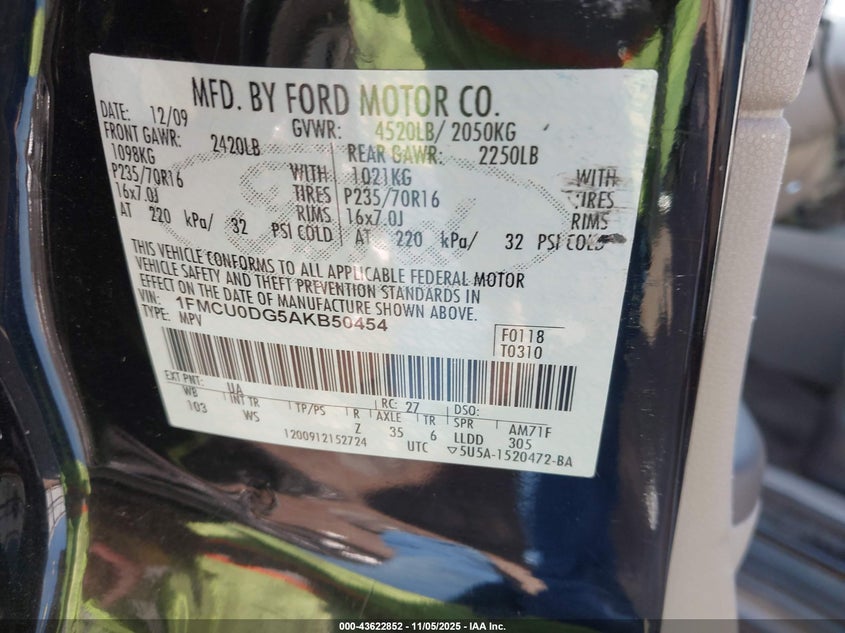 MFD. BY FORD MOTOR CO.
DATE: 12/09 GVWR: 4520LB/ 2050KG
FRONT GAWR: 2420LB REAR GAWR: 2250LB
1098KG WITH 1021KG WITH
P235/70R16 TIRES P235/70R16 TIRES
16x7.0J RIMS 16x7.0J RIMS
AT 220 kPa/ 32 PSI COLD AT 220 kPa/ 32 PSI COLD
THIS VEHICLE CONFORMS TO ALL APPLICABLE FEDERAL MOTOR
VEHICLE SAFETY AND THEFT PREVENTION STANDARDS IN
EFFECT ON THE DATE OF MANUFACTURE SHOWN ABOVE.
VIN: 1FMCU0DG5AKB50454
TYPE: MPV
F0118
T0310
EXT PNT: UA RC: 27 DSO:
WB INT TR TP/PS R AXLE TR SPR AM71F
103 WS Z 35 6 LLDD 305
1200912152724 UTC ▽5U5A-1520472-BA
000-43622852 - 11/05/2025 - IAA Inc.